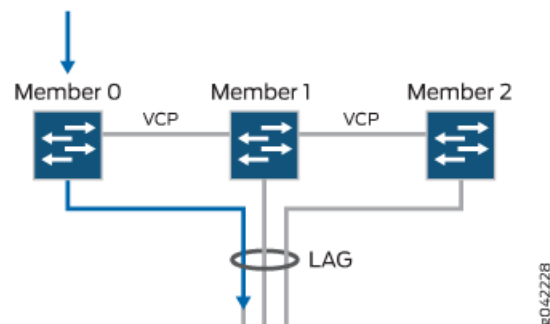 Member 0
Member 1
Member 2
VCP
VCP
LAG
g042228